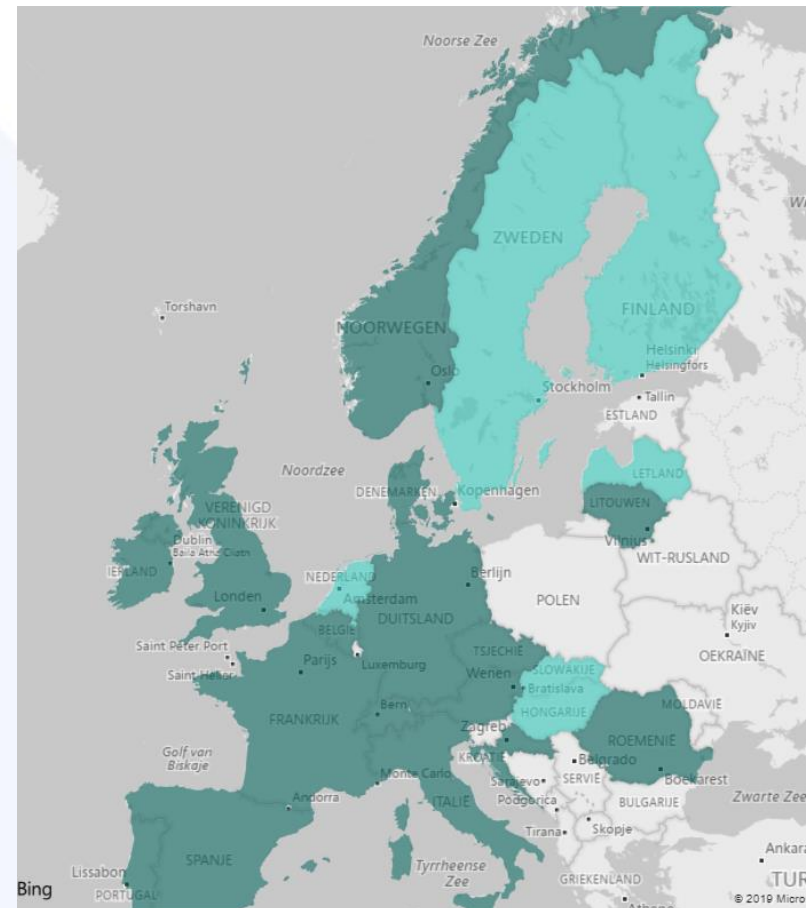 Noorse Zee
ZWEDEN
Torshavn
FINLAND
NOORWEGEN
Helsinki
Helsingfors
Oslo
Stockholm
Tallin
ESTLAND
Noordzee
LETLAND
DENEMARKEN
Kopenhagen
LITOUWEN
VERENIGD
KONINKRIJK
Dublin
Baile Átha Cliath
Vilnius
WIT-RUSLAND
IERLAND
NEDERLAND
Berlijn
Londen
Amsterdam
POLEN
DUITSLAND
Kiëv
Kyjiv
BELGIË
Saint Peter Port
TSJECHIË
OEKRAÏNE
Parijs
Luxemburg
SLOWAKIJE
Saint Helier
Wenen
Bratislava
MOLDAVIË
Bern
HONGARIJE
FRANKRIJK
Zagreb
ROEMENIË
Golf van
Biskaje
KROATIË
Belgrado
Boekarest
Monte Carlo
Sarajevo
SERVIË
Andorra
ITALIË
Podgorica
BULGARIJE
Zwarte Zee
Tirana
Skopje
SPANJE
Lissabon
Tyrrheense
Zee
Ankara
PORTUGAL
GRIEKENLAND
TUR
Bing
© 2019 Micro